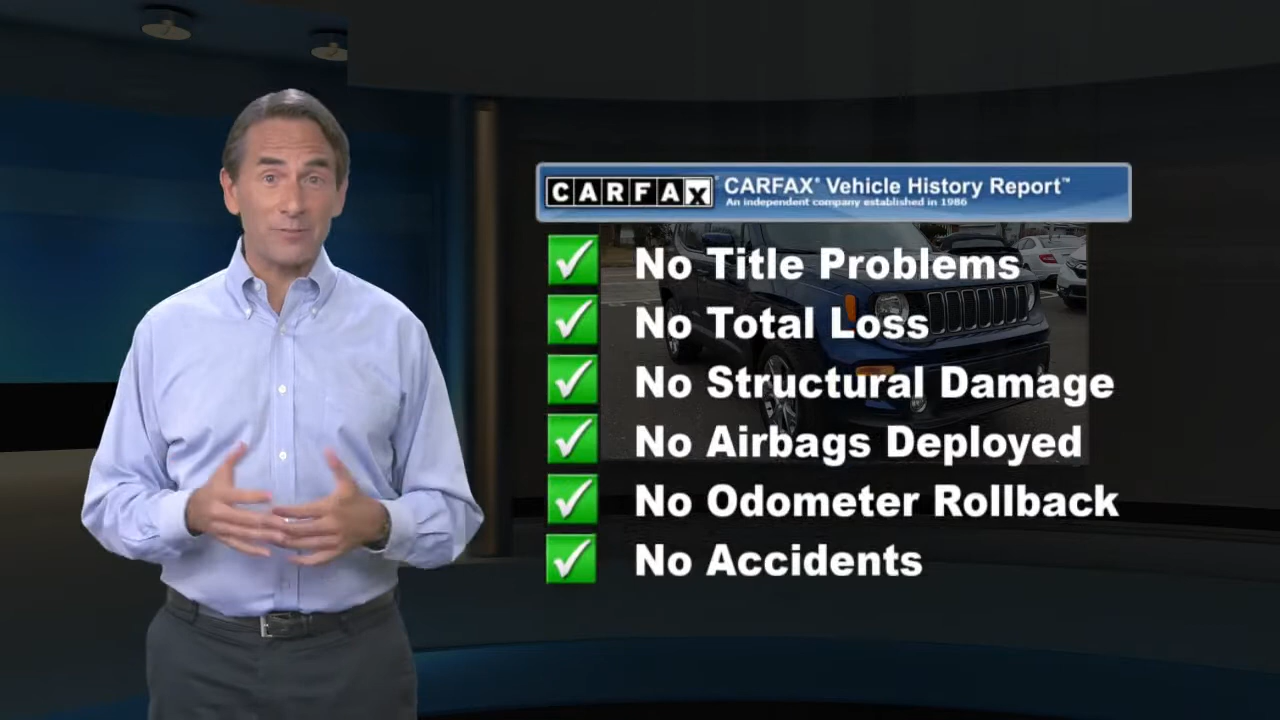 CARFAX® CARFAX® Vehicle History Report™
An independent company established in 1986
No Title Problems
No Total Loss
No Structural Damage
No Airbags Deployed
No Odometer Rollback
No Accidents